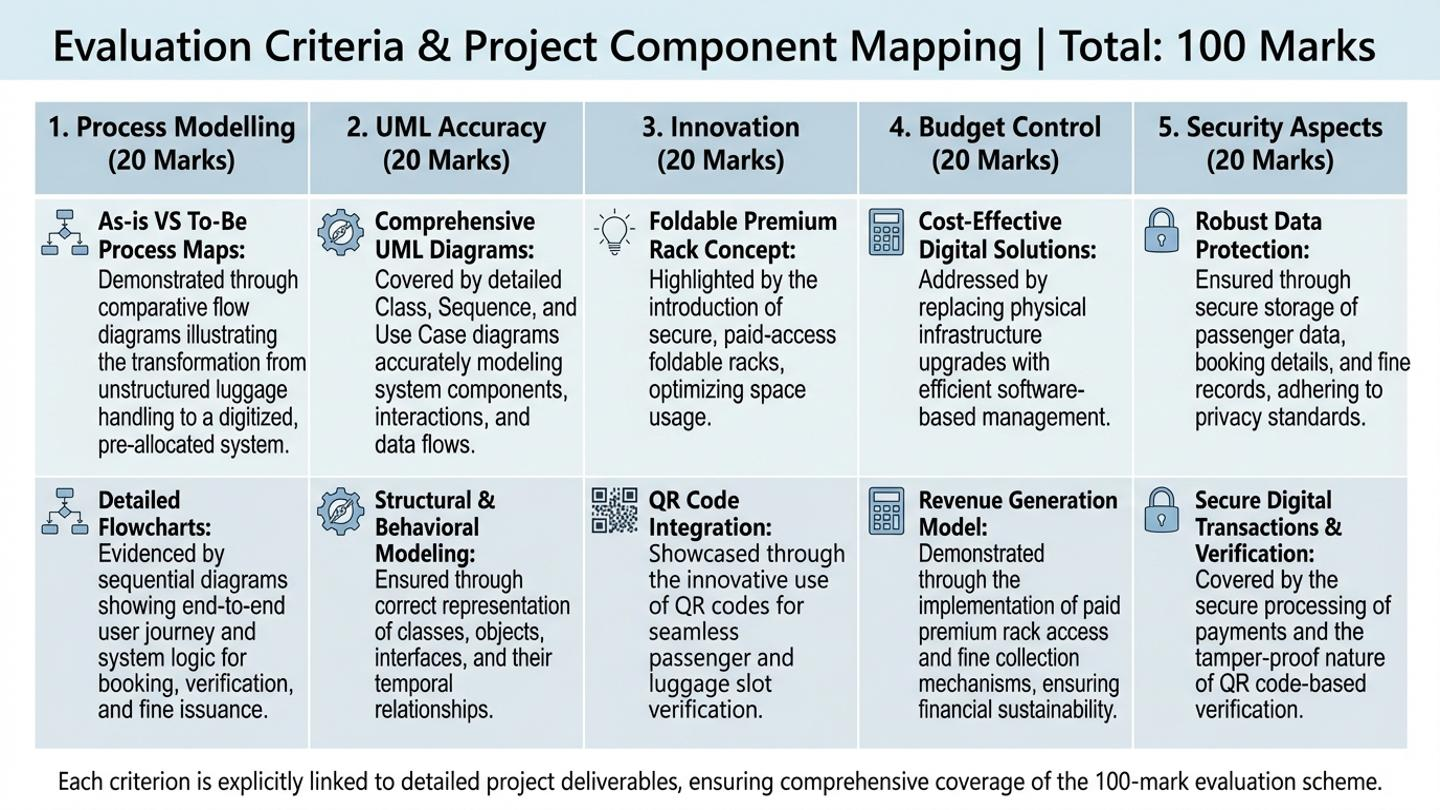 Evaluation Criteria & Project Component Mapping | Total: 100 Marks
1. Process Modelling
(20 Marks)
2. UML Accuracy
(20 Marks)
3. Innovation
(20 Marks)
4. Budget Control
(20 Marks)
5. Security Aspects
(20 Marks)
As-is VS To-Be
Process Maps:
Demonstrated through
comparative flow
diagrams illustrating
the transformation from
unstructured luggage
handling to a digitized,
pre-allocated system.
Comprehensive
UML Diagrams:
Covered by detailed
Class, Sequence, and
Use Case diagrams
accurately modeling
system components,
interactions, and
data flows.
Foldable Premium
Rack Concept:
Highlighted by the
introduction of
secure, paid-access
foldable racks,
optimizing space
usage.
Cost-Effective
Digital Solutions:
Addressed by
replacing physical
infrastructure
upgrades with
efficient software-
based management.
Robust Data
Protection:
Ensured through
secure storage of
passenger data,
booking details, and fine
records, adhering to
privacy standards.
Detailed
Flowcharts:
Evidenced by
sequential diagrams
showing end-to-end
user journey and
system logic for
booking, verification,
and fine issuance.
Structural &
Behavioral
Modeling:
Ensured through
correct representation
of classes, objects,
interfaces, and their
temporal
relationships.
QR Code
Integration:
Showcased through
the innovative use
of QR codes for
seamless
passenger and
luggage slot
verification.
Revenue Generation
Model:
Demonstrated
through the
implementation of paid
premium rack access
and fine collection
mechanisms, ensuring
financial sustainability.
Secure Digital
Transactions &
Verification:
Covered by the
secure processing of
payments and the
tamper-proof nature
of QR code-based
verification.
Each criterion is explicitly linked to detailed project deliverables, ensuring comprehensive coverage of the 100-mark evaluation scheme.